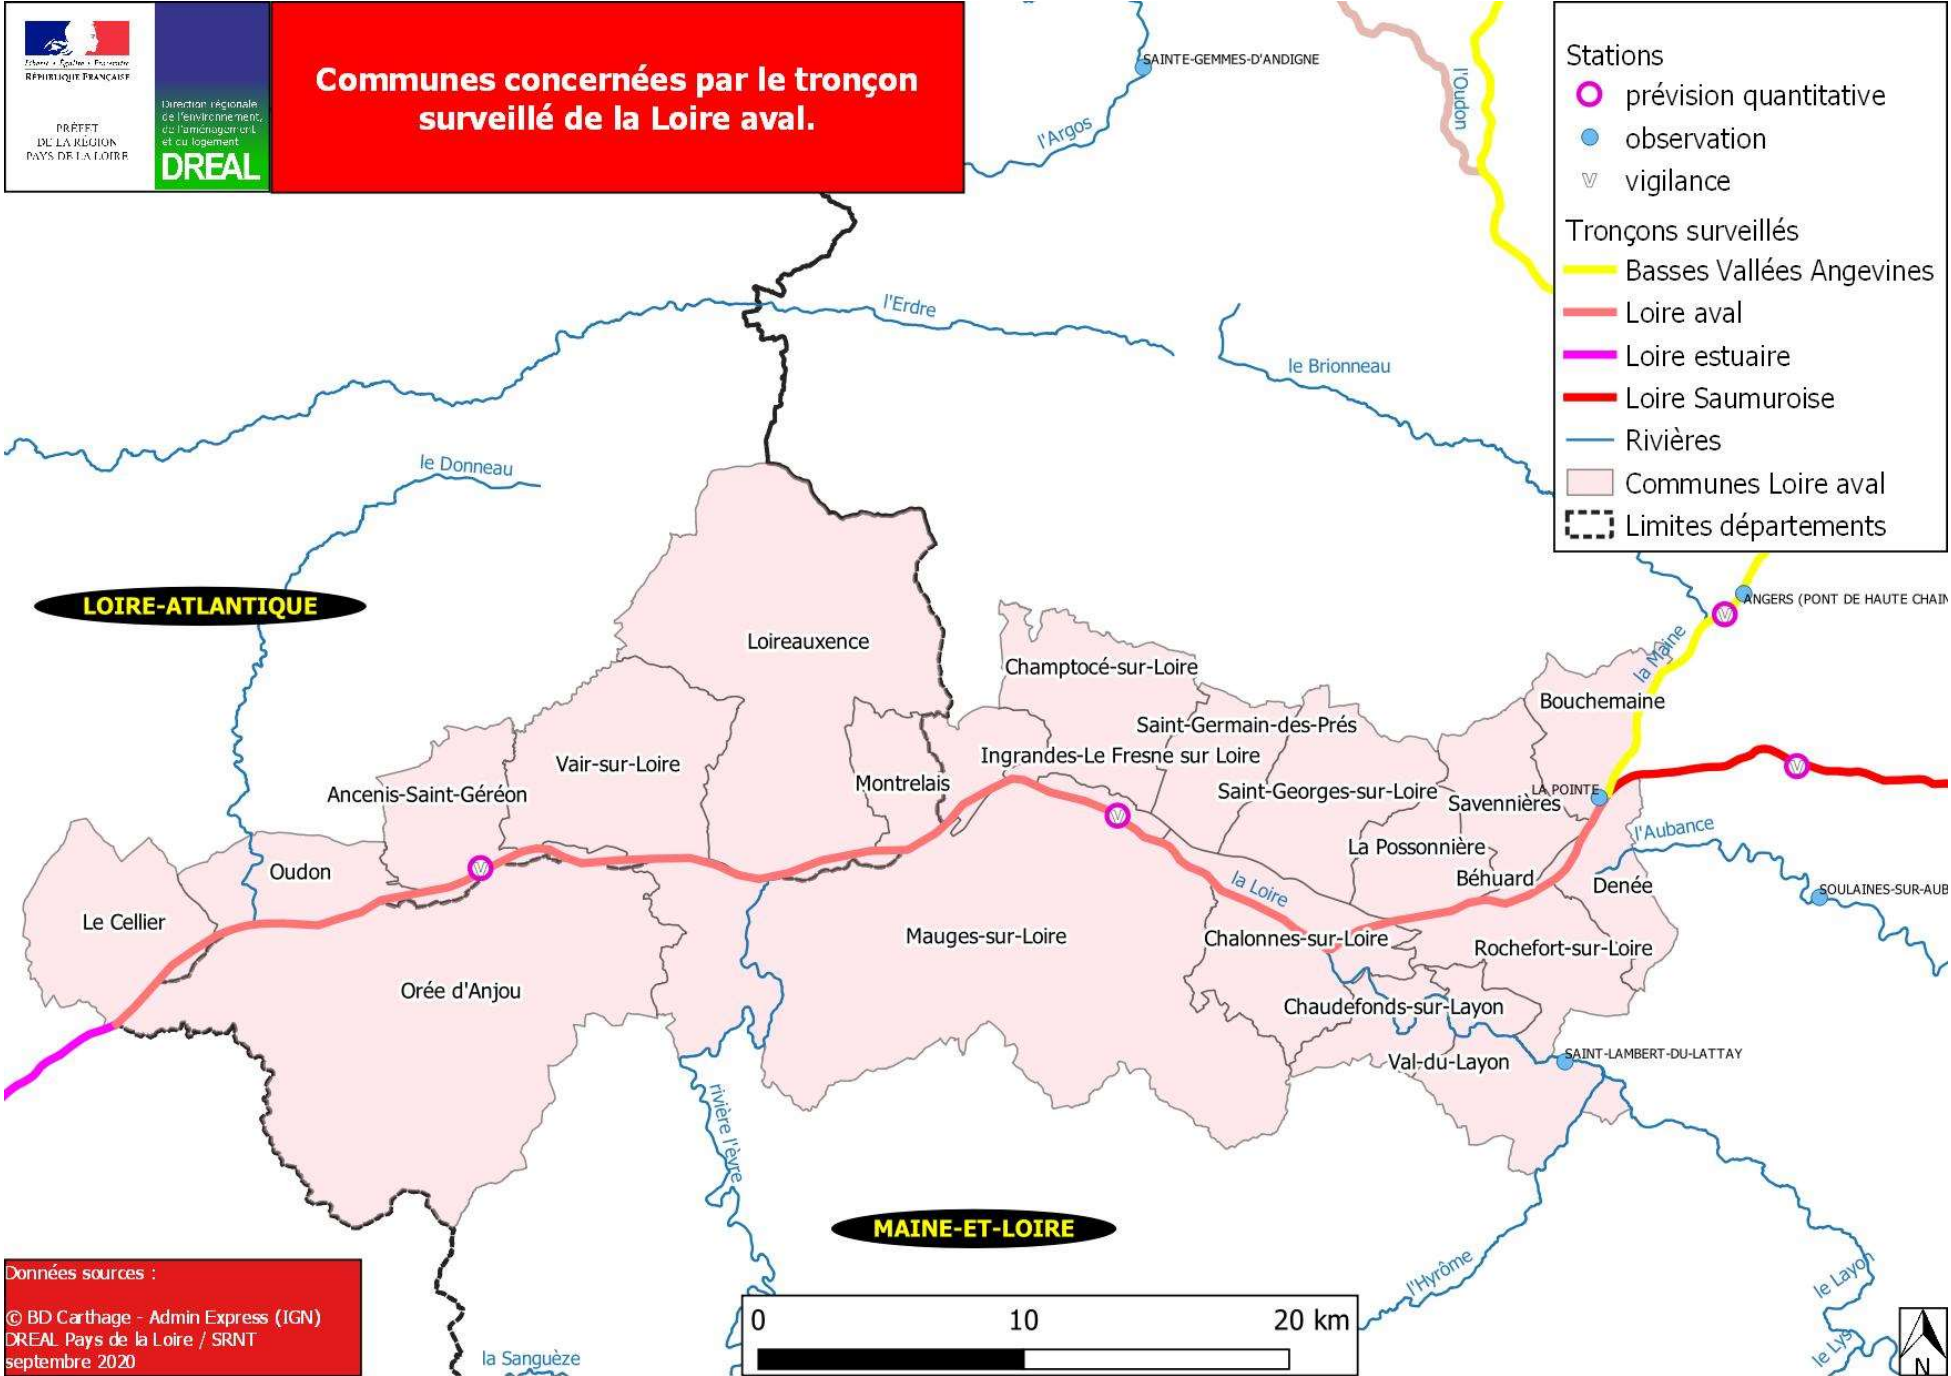 Liberté • Égalité • Fraternité
RÉPUBLIQUE FRANÇAISE
PRÉFET
DE LA RÉGION
PAYS DE LA LOIRE
Direction régionale
de l'environnement,
de l'aménagement
et du logement
DREAL
Communes concernées par le tronçon
surveillé de la Loire aval.
Stations
prévision quantitative
observation
V vigilance
Tronçons surveillés
Basses Vallées Angevines
Loire aval
Loire estuaire
Loire Saumuroise
Rivières
Communes Loire aval
Limites départements
SAINTE-GEMMES-D'ANDIGNE
l'Argos
l'Oudon
l'Erdre
le Brionneau
le Donneau
LOIRE-ATLANTIQUE
ANGERS (PONT DE HAUTE CHAIN
V
la Maine
Loireauxence
Champtocé-sur-Loire
Bouchemaine
Saint-Germain-des-Prés
Ingrandes-Le Fresne sur Loire
Vair-sur-Loire
V
Montrelais
Ancenis-Saint-Géréon
Saint-Georges-sur-Loire
LA POINTE
Savennières
V
l'Aubance
La Possonnière
V
Oudon
Béhuard
Denée
la Loire
SOULAINES-SUR-AUB
Le Cellier
Mauges-sur-Loire
Chalonnes-sur-Loire
Rochefort-sur-Loire
Orée d'Anjou
Chaudefonds-sur-Layon
Val-du-Layon
SAINT-LAMBERT-DU-LATTAY
rivière l'èvre
MAINE-ET-LOIRE
l'Hyrôme
le Layon
le Lys
la Sanguèze
Données sources :
© BD Carthage - Admin Express (IGN)
DREAL Pays de la Loire / SRNT
septembre 2020
0 10 20 km
N